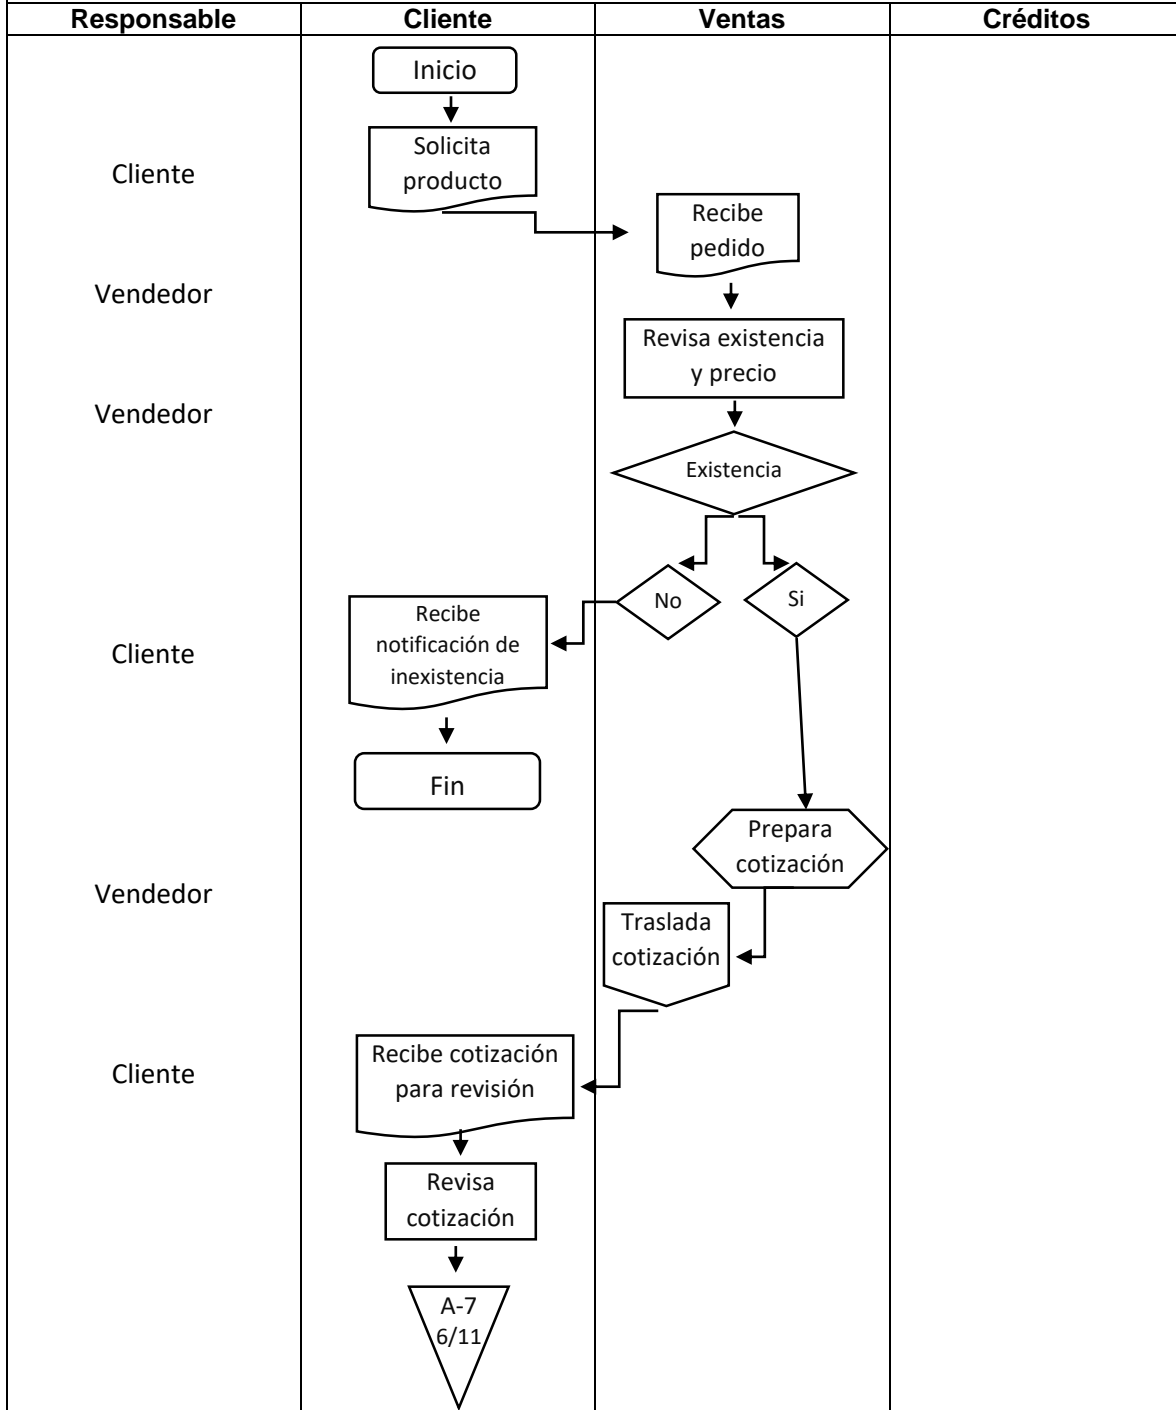 Responsable Cliente Ventas Créditos
Inicio
Solicita
producto
Cliente
Recibe
pedido
Vendedor
Revisa existencia
y precio
Vendedor
Existencia
No
Si
Recibe
notificación de
inexistencia
Cliente
Fin
Prepara
cotización
Vendedor
Traslada
cotización
Recibe cotización
para revisión
Cliente
Revisa
cotización
A-7
6/11